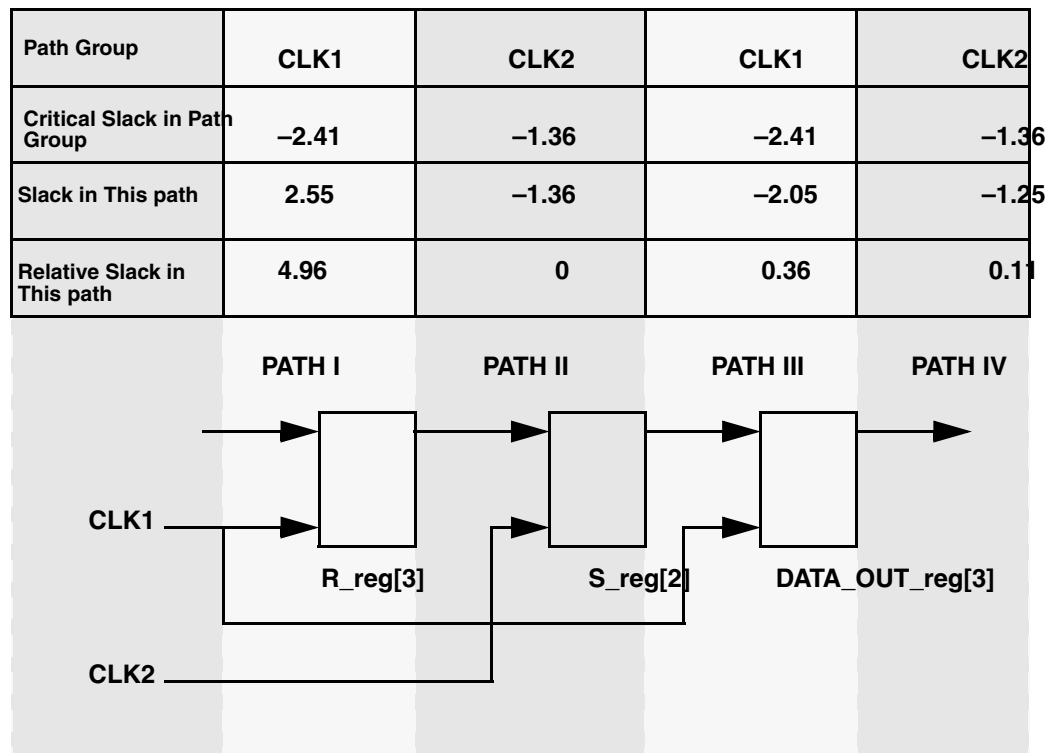 Path Group CLK1 CLK2 CLK1 CLK2
Critical Slack in Path
Group –2.41 –1.36 –2.41 –1.36
Slack in This path 2.55 –1.36 –2.05 –1.25
Relative Slack in 4.96 0 0.36 0.11
This path
PATH I PATH II PATH III PATH IV
CLK1
R_reg[3] S_reg[2] DATA_OUT_reg[3]
CLK2